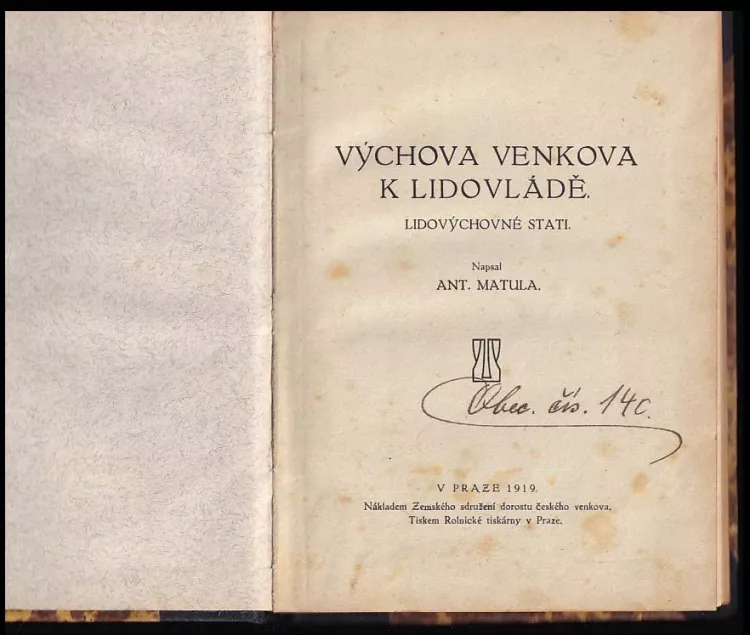 VÝCHOVA VENKOVA
K LIDOVLÁDĚ.
LIDOVÝCHOVNÉ STATI.
Napsal
ANT. MATULA.
Obec. čís. 140.
V PRAZE 1919.
Nákladem Zemského sdružení dorostu českého venkova.
Tiskem Rolnické tiskárny v Praze.